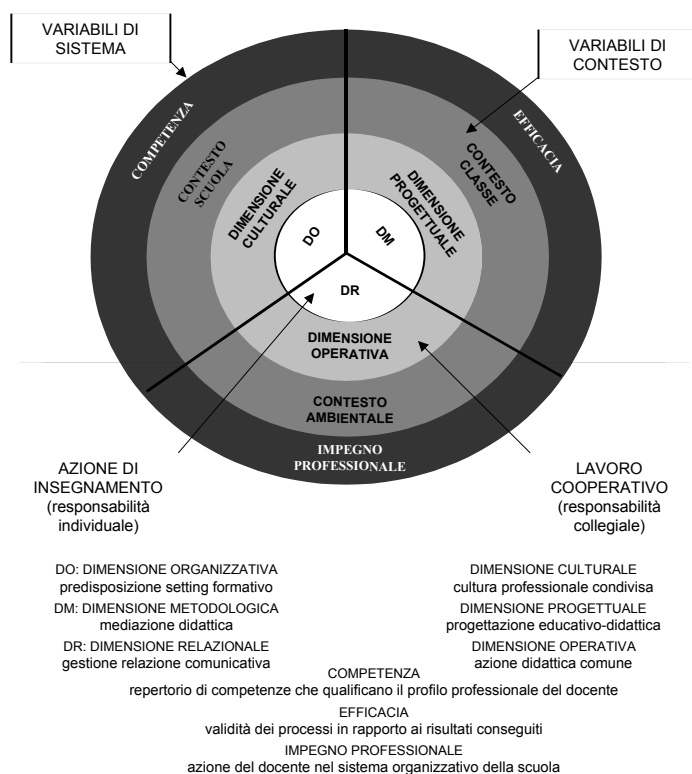 VARIABILI DI
SISTEMA
VARIABILI DI
CONTESTO
COMPETENZA
EFFICACIA
CONTESTO
SCUOLA
CONTESTO
CLASSE
DIMENSIONE
CULTURALE
DIMENSIONE
PROGETTUALE
DO
DM
DR
DIMENSIONE
OPERATIVA
CONTESTO
AMBIENTALE
IMPEGNO
PROFESSIONALE
AZIONE DI
INSEGNAMENTO
(responsabilità
individuale)
LAVORO
COOPERATIVO
(responsabilità
collegiale)
DO: DIMENSIONE ORGANIZZATIVA
predisposizione setting formativo
DM: DIMENSIONE METODOLOGICA
mediazione didattica
DR: DIMENSIONE RELAZIONALE
gestione relazione comunicativa
DIMENSIONE CULTURALE
cultura professionale condivisa
DIMENSIONE PROGETTUALE
progettazione educativo-didattica
DIMENSIONE OPERATIVA
azione didattica comune
COMPETENZA
repertorio di competenze che qualificano il profilo professionale del docente
EFFICACIA
validità dei processi in rapporto ai risultati conseguiti
IMPEGNO PROFESSIONALE
azione del docente nel sistema organizzativo della scuola